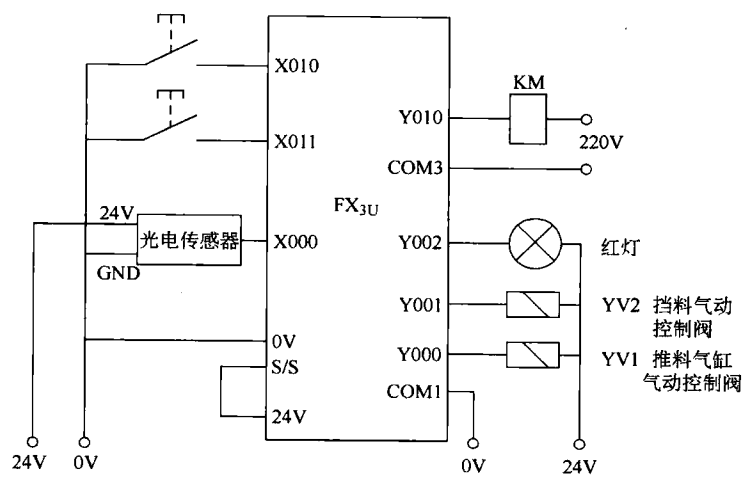 KM
X010
Y010
220V
X011
COM3
FX3U
24V
光电传感器
X000
Y002
红灯
GND
Y001
YV2 挡料气动
控制阀
0V
Y000
YV1 推料气缸
气动控制阀
S/S
COM1
24V
24V
0V
0V
24V